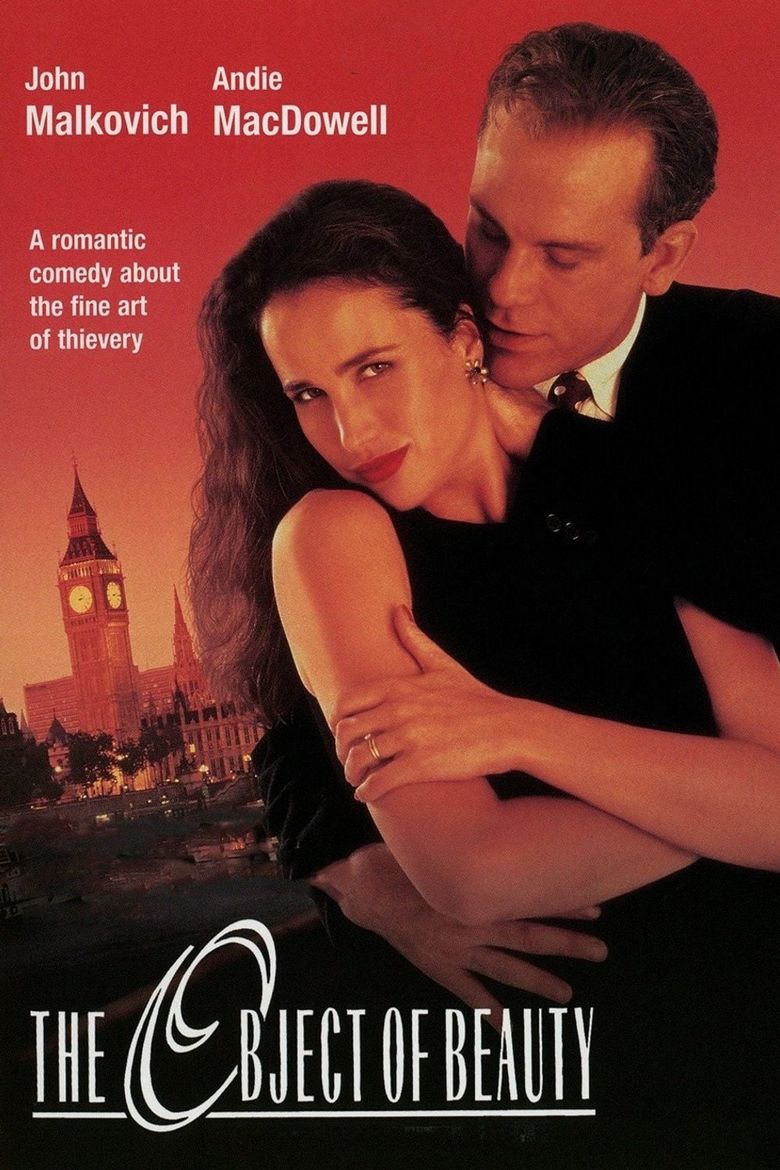 John
Malkovich
Andie
MacDowell
A romantic
comedy about
the fine art
of thievery
THE OBJECT OF BEAUTY